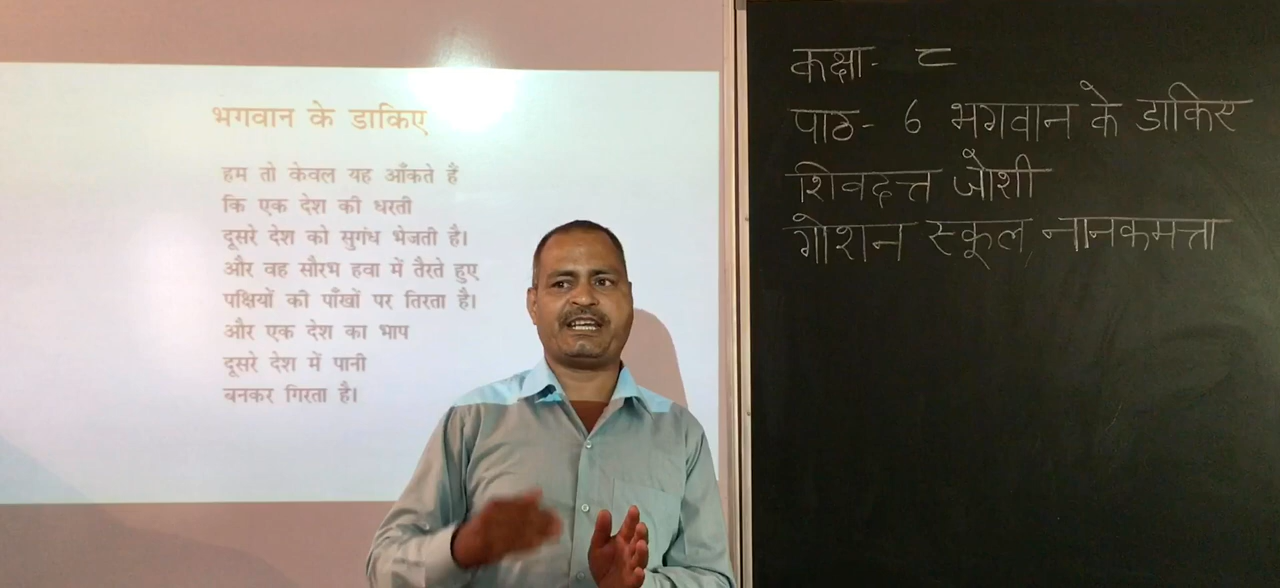 भगवान के डाकिए
हम तो केवल यह आँकते हैं
कि एक देश की धरती
दूसरे देश को सुगंध भेजती है।
और वह सौरभ हवा में तैरते हुए
पक्षियों की पाँखों पर तिरता है।
और एक देश का भाप
दूसरे देश में पानी
बनकर गिरता है।
कक्षा- ८
पाठ- 6 भगवान के डाकिए
शिवदत्त जोशी
गोशन स्कूल, नानकमत्ता